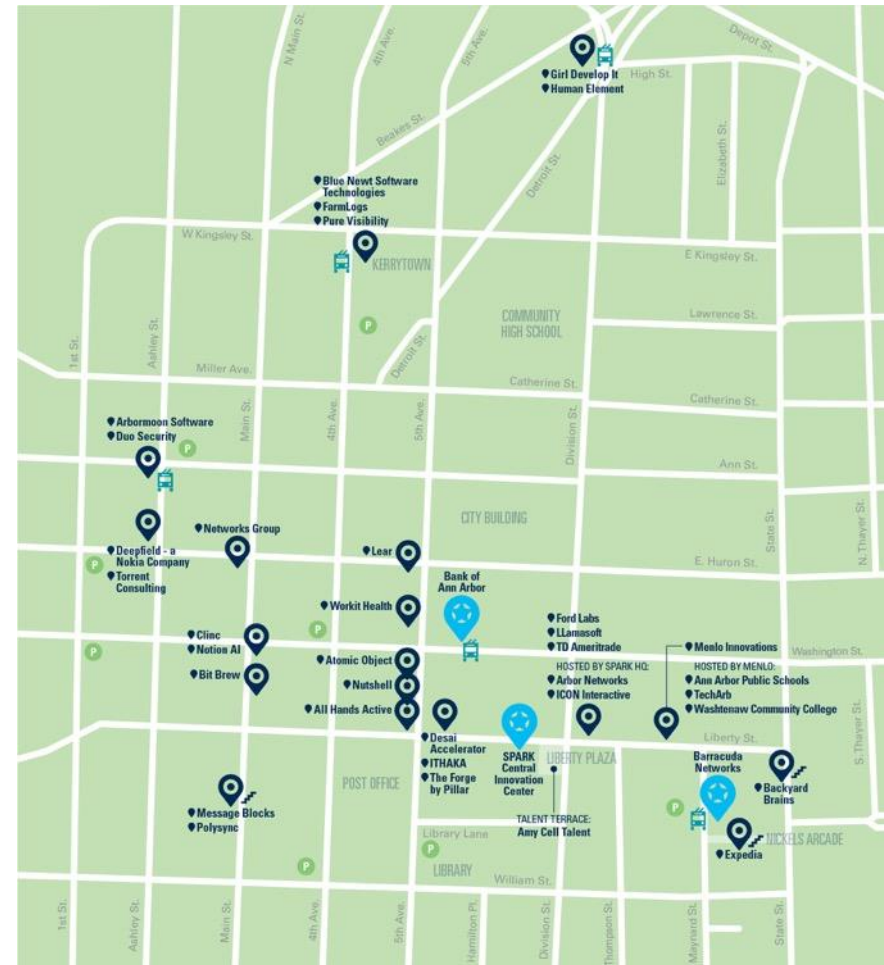 N Main St.
4th Ave.
5th Ave.
Depot St.
Girl Develop It
Human Element
High St.
Beakes St.
Detroit St.
Elizabeth St.
Blue Newt Software
Technologies
FarmLogs
Pure Visibility
W Kingsley St.
E Kingsley St.
KERRYTOWN
COMMUNITY
HIGH SCHOOL
Lawrence St.
P
1st St.
Ashley St.
Miller Ave.
Detroit St.
Catherine St.
Catherine St.
Main St.
4th Ave.
5th Ave.
Division St.
Arbormoon Software
Duo Security
P
Ann St.
CITY BUILDING
State St.
N. Thayer St.
Networks Group
Lear
Deepfield - a
Nokia Company
Torrent
Consulting
P
E. Huron St.
Bank of
Ann Arbor
Workit Health
P
Clinc
Notion AI
P
Ford Labs
LLamasoft
TD Ameritrade
HOSTED BY SPARK HQ:
Arbor Networks
ICON Interactive
Menlo Innovations
HOSTED BY MENLO:
Ann Arbor Public Schools
TechArb
Washtenaw Community College
Washington St.
Atomic Object
Bit Brew
Nutshell
All Hands Active
S. Thayer St.
Desai
Accelerator
ITHAKA
The Forge
by Pillar
SPARK
Central
Innovation
Center
LIBERTY PLAZA
Liberty St.
Barracuda
Networks
POST OFFICE
Backyard
Brains
Message Blocks
Polysync
TALENT TERRACE:
Amy Cell Talent
P
Library Lane
NICKELS ARCADE
Expedia
P
P
LIBRARY
William St.
1st St.
Ashley St.
Main St.
4th Ave.
5th Ave.
Hamilton Pl.
Division St.
Thompson St.
Maynard St.
State St.